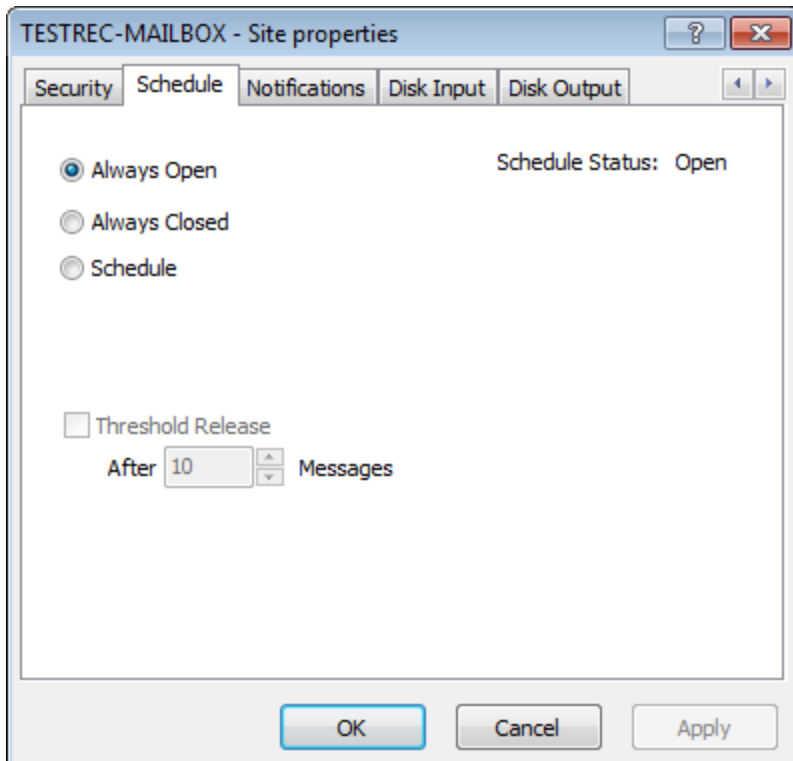 TESTREC-MAILBOX - Site properties
?
Security Schedule Notifications Disk Input Disk Output
Always Open
Schedule Status: Open
Always Closed
Schedule
Threshold Release
After 10 Messages
OK Cancel Apply